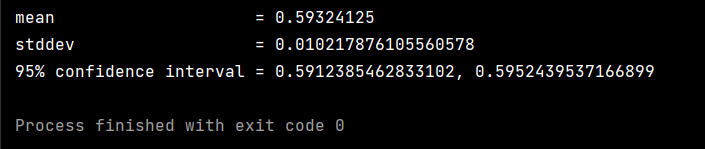 mean                   = 0.59324125
stddev                 = 0.010217876105560578
95% confidence interval = 0.5912385462833102, 0.5952439537166899
Process finished with exit code 0